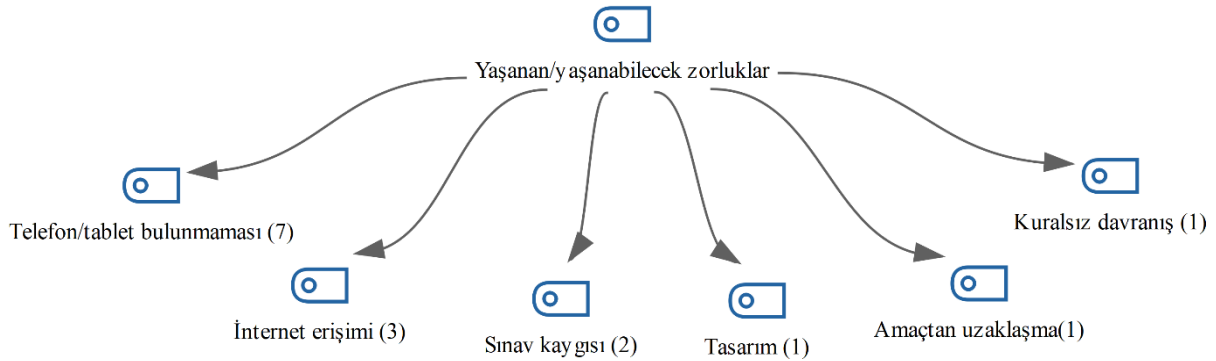 Yaşanan/yaşanabilecek zorluklar
Telefon/tablet bulunmaması (7)
İnternet erişimi (3)
Sınav kaygısı (2)
Tasarım (1)
Amaçtan uzaklaşma(1)
Kuralsız davranış (1)